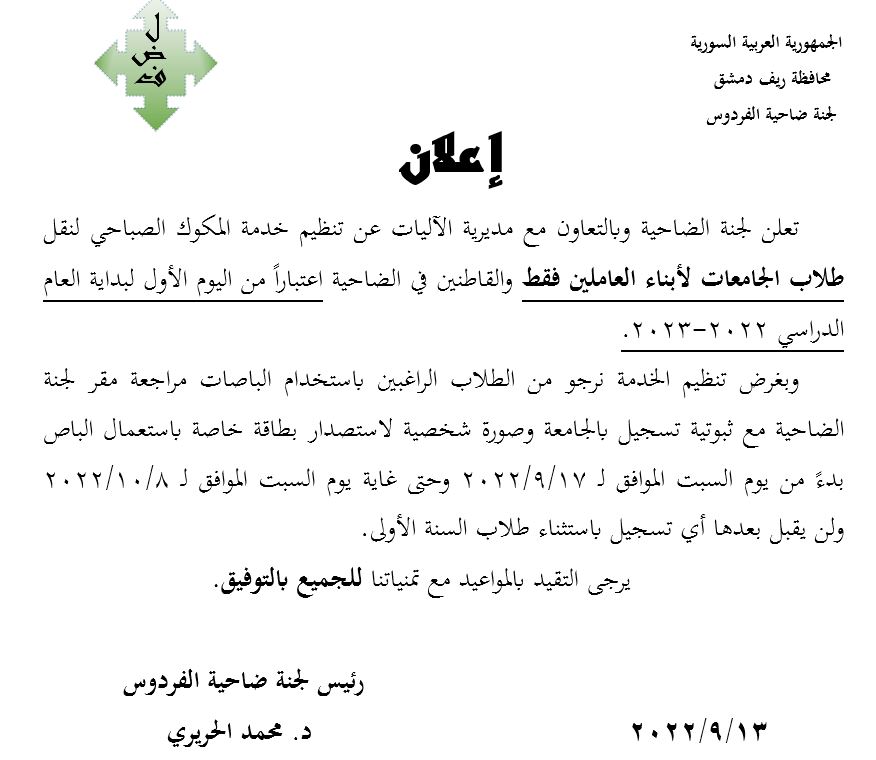 ل
ض
ف
الجمهورية العربية السورية
محافظة ريف دمشق
لجنة ضاحية الفردوس
إعلان
تعلن لجنة الضاحية وبالتعاون مع مديرية الآليات عن تنظيم خدمة المكوك الصباحي لنقل
طلاب الجامعات لأبناء العاملين فقط والقاطنين في الضاحية اعتباراً من اليوم الأول لبداية العام
الدراسي ٢٠٢٢-٢٠٢٣.
وبغرض تنظيم الخدمة نرجو من الطلاب الراغبين باستخدام الباصات مراجعة مقر لجنة
الضاحية مع ثبوتية تسجيل بالجامعة وصورة شخصية لاستصدار بطاقة خاصة باستعمال الباص
بدءً من يوم السبت الموافق لـ ٢٠٢٢/٩/١٧ وحتى غاية يوم السبت الموافق لـ ٢٠٢٢/١٠/٨
ولن يقبل بعدها أي تسجيل باستثناء طلاب السنة الأولى.
يرجى التقيد بالمواعيد مع تمنياتنا للجميع بالتوفيق.
رئيس لجنة ضاحية الفردوس
٢٠٢٢/٩/١٣ د. محمد الحريري